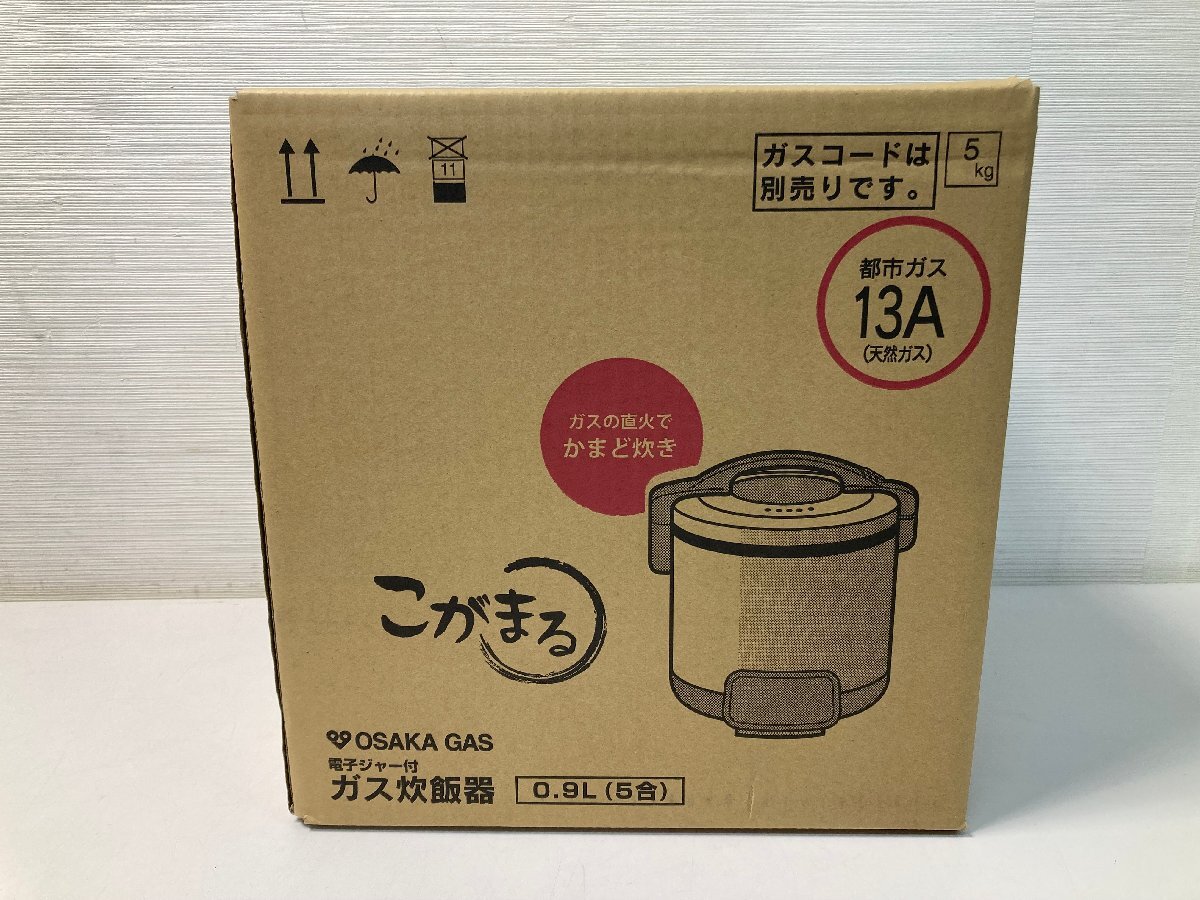 11
ガスコードは
別売りです。
5
kg
都市ガス
13A
(天然ガス)
ガスの直火で
かまど炊き
こがまる
OSAKA GAS
電子ジャー付
ガス炊飯器
0.9L(5合)